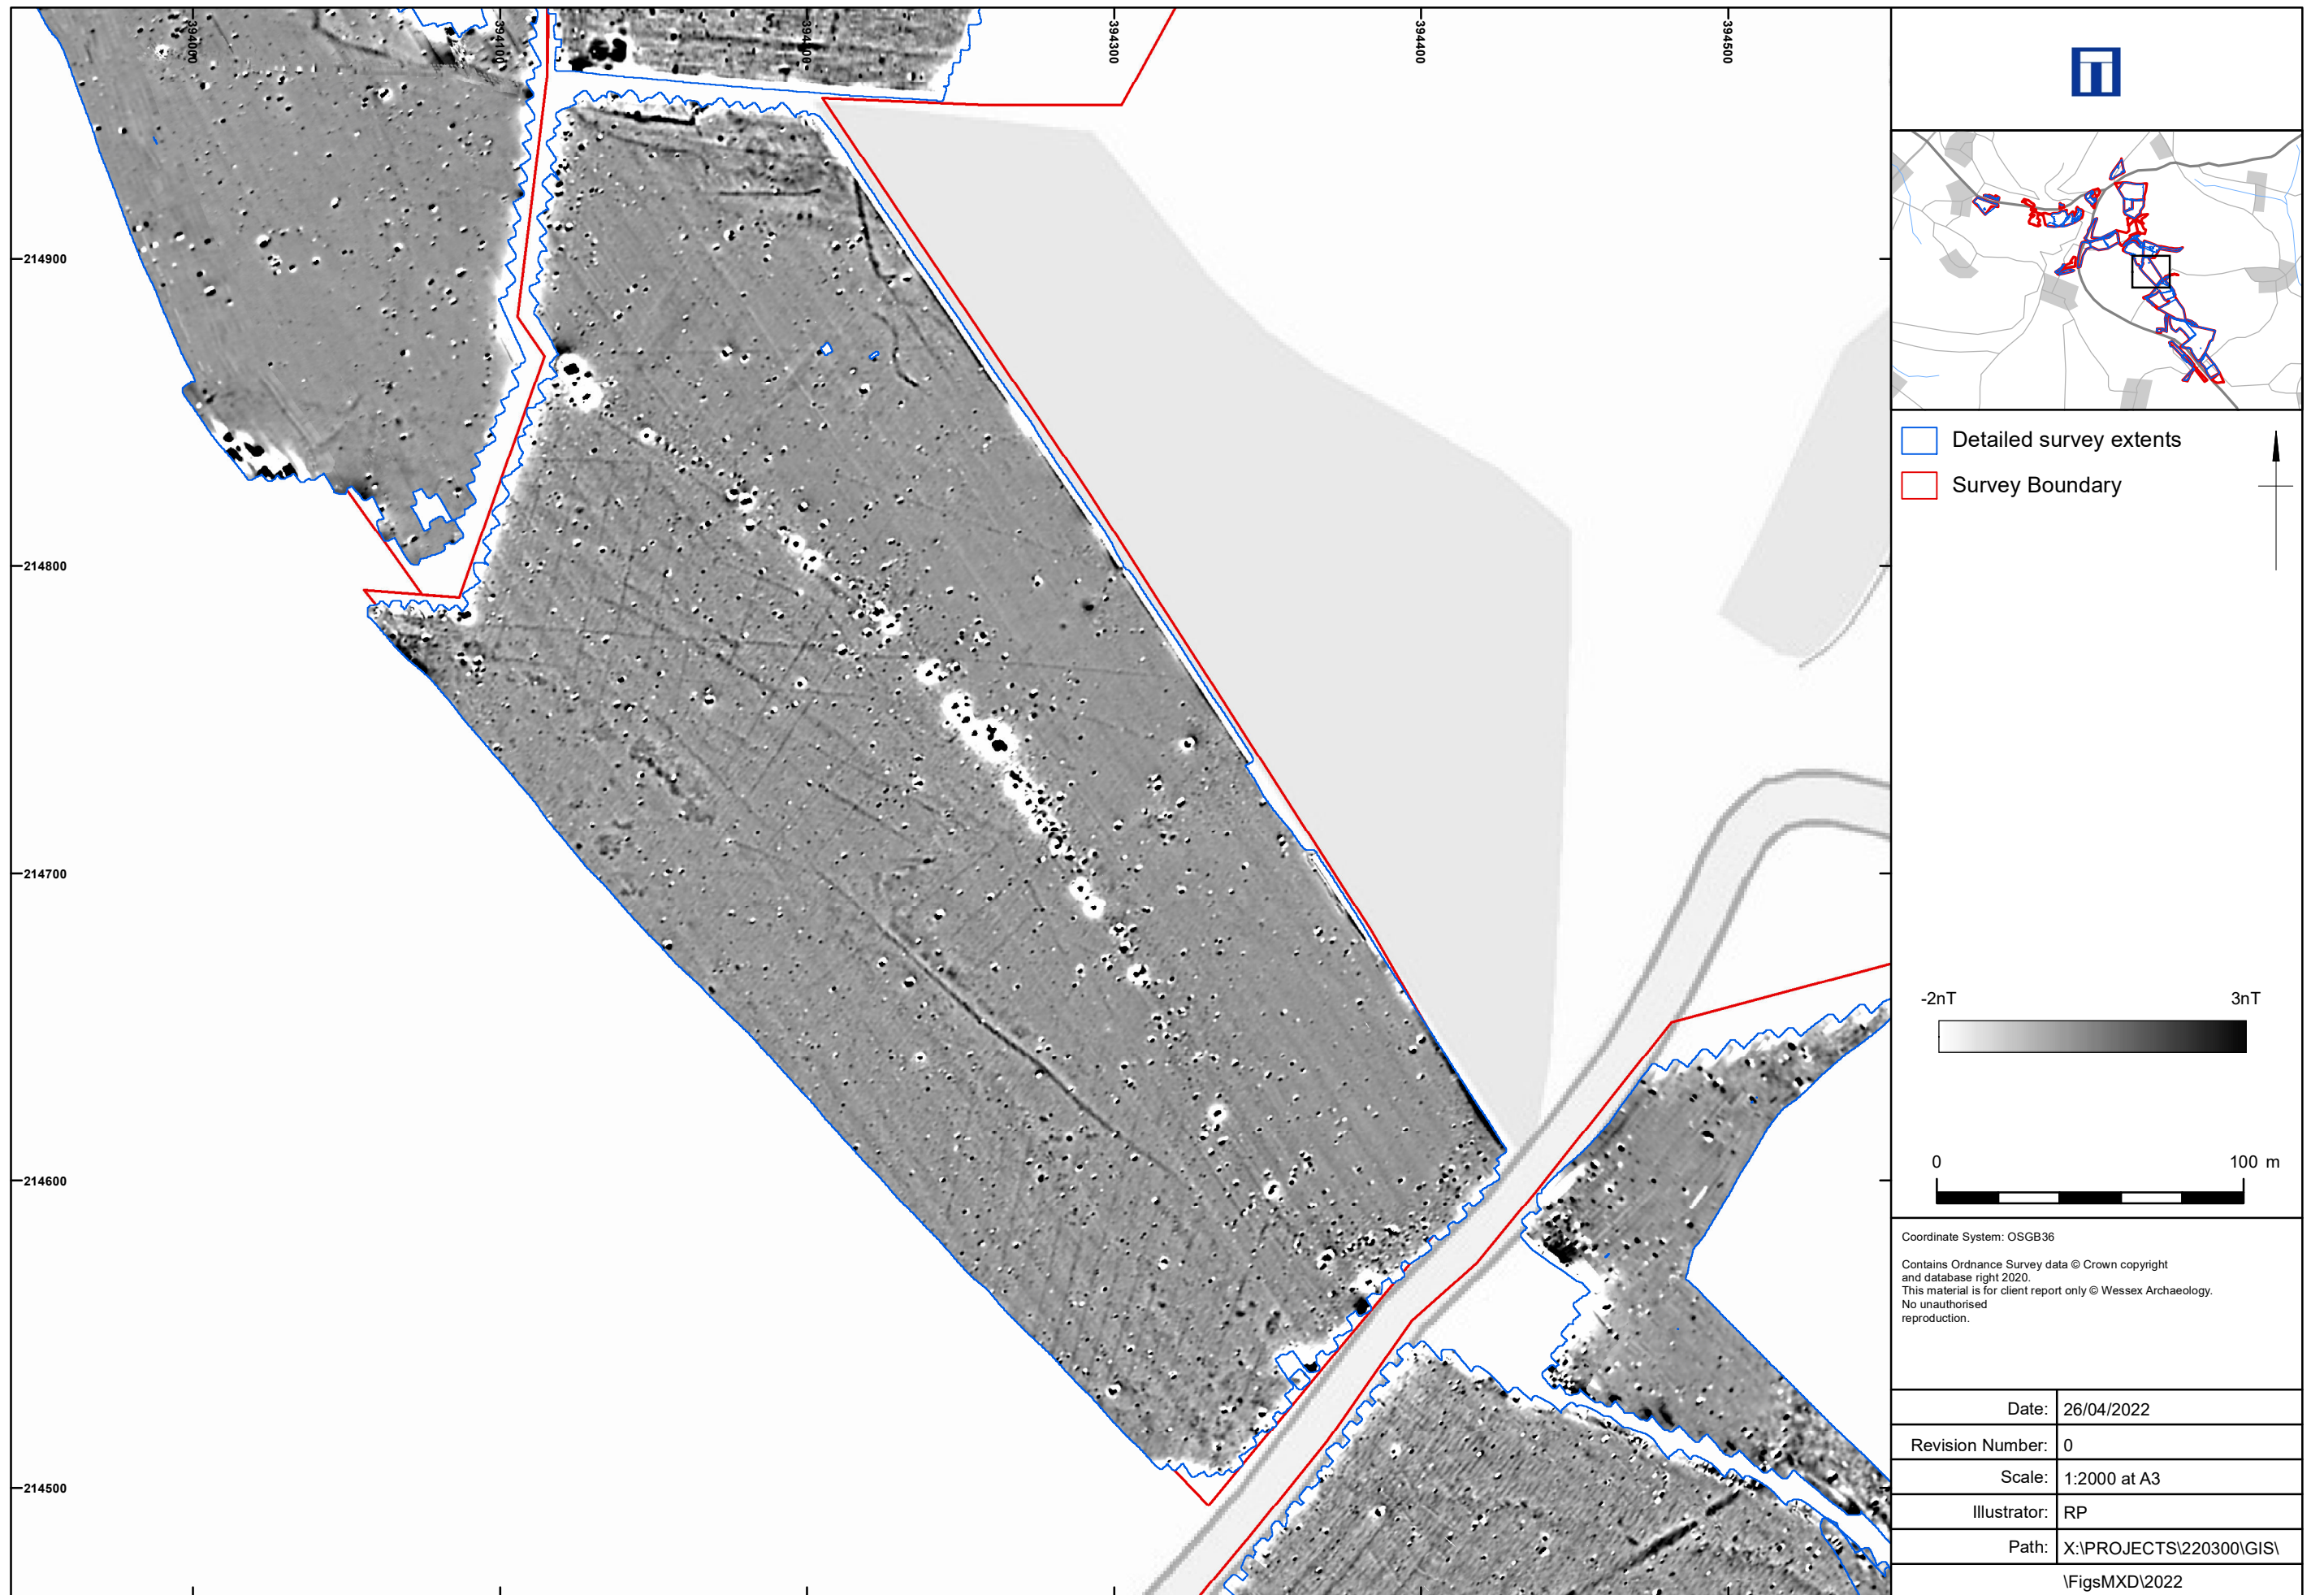 394000
394100
394200
394300
394400
394500
214900
214800
214700
214600
214500
Detailed survey extents
Survey Boundary
-2nT 3nT
0 100 m
Coordinate System: OSGB36
Contains Ordnance Survey data © Crown copyright
and database right 2020.
This material is for client report only © Wessex Archaeology.
No unauthorised
reproduction.
Date: 26/04/2022
Revision Number: 0
Scale: 1:2000 at A3
Illustrator: RP
Path: X:\PROJECTS\220300\GIS\
\FigsMXD\2022